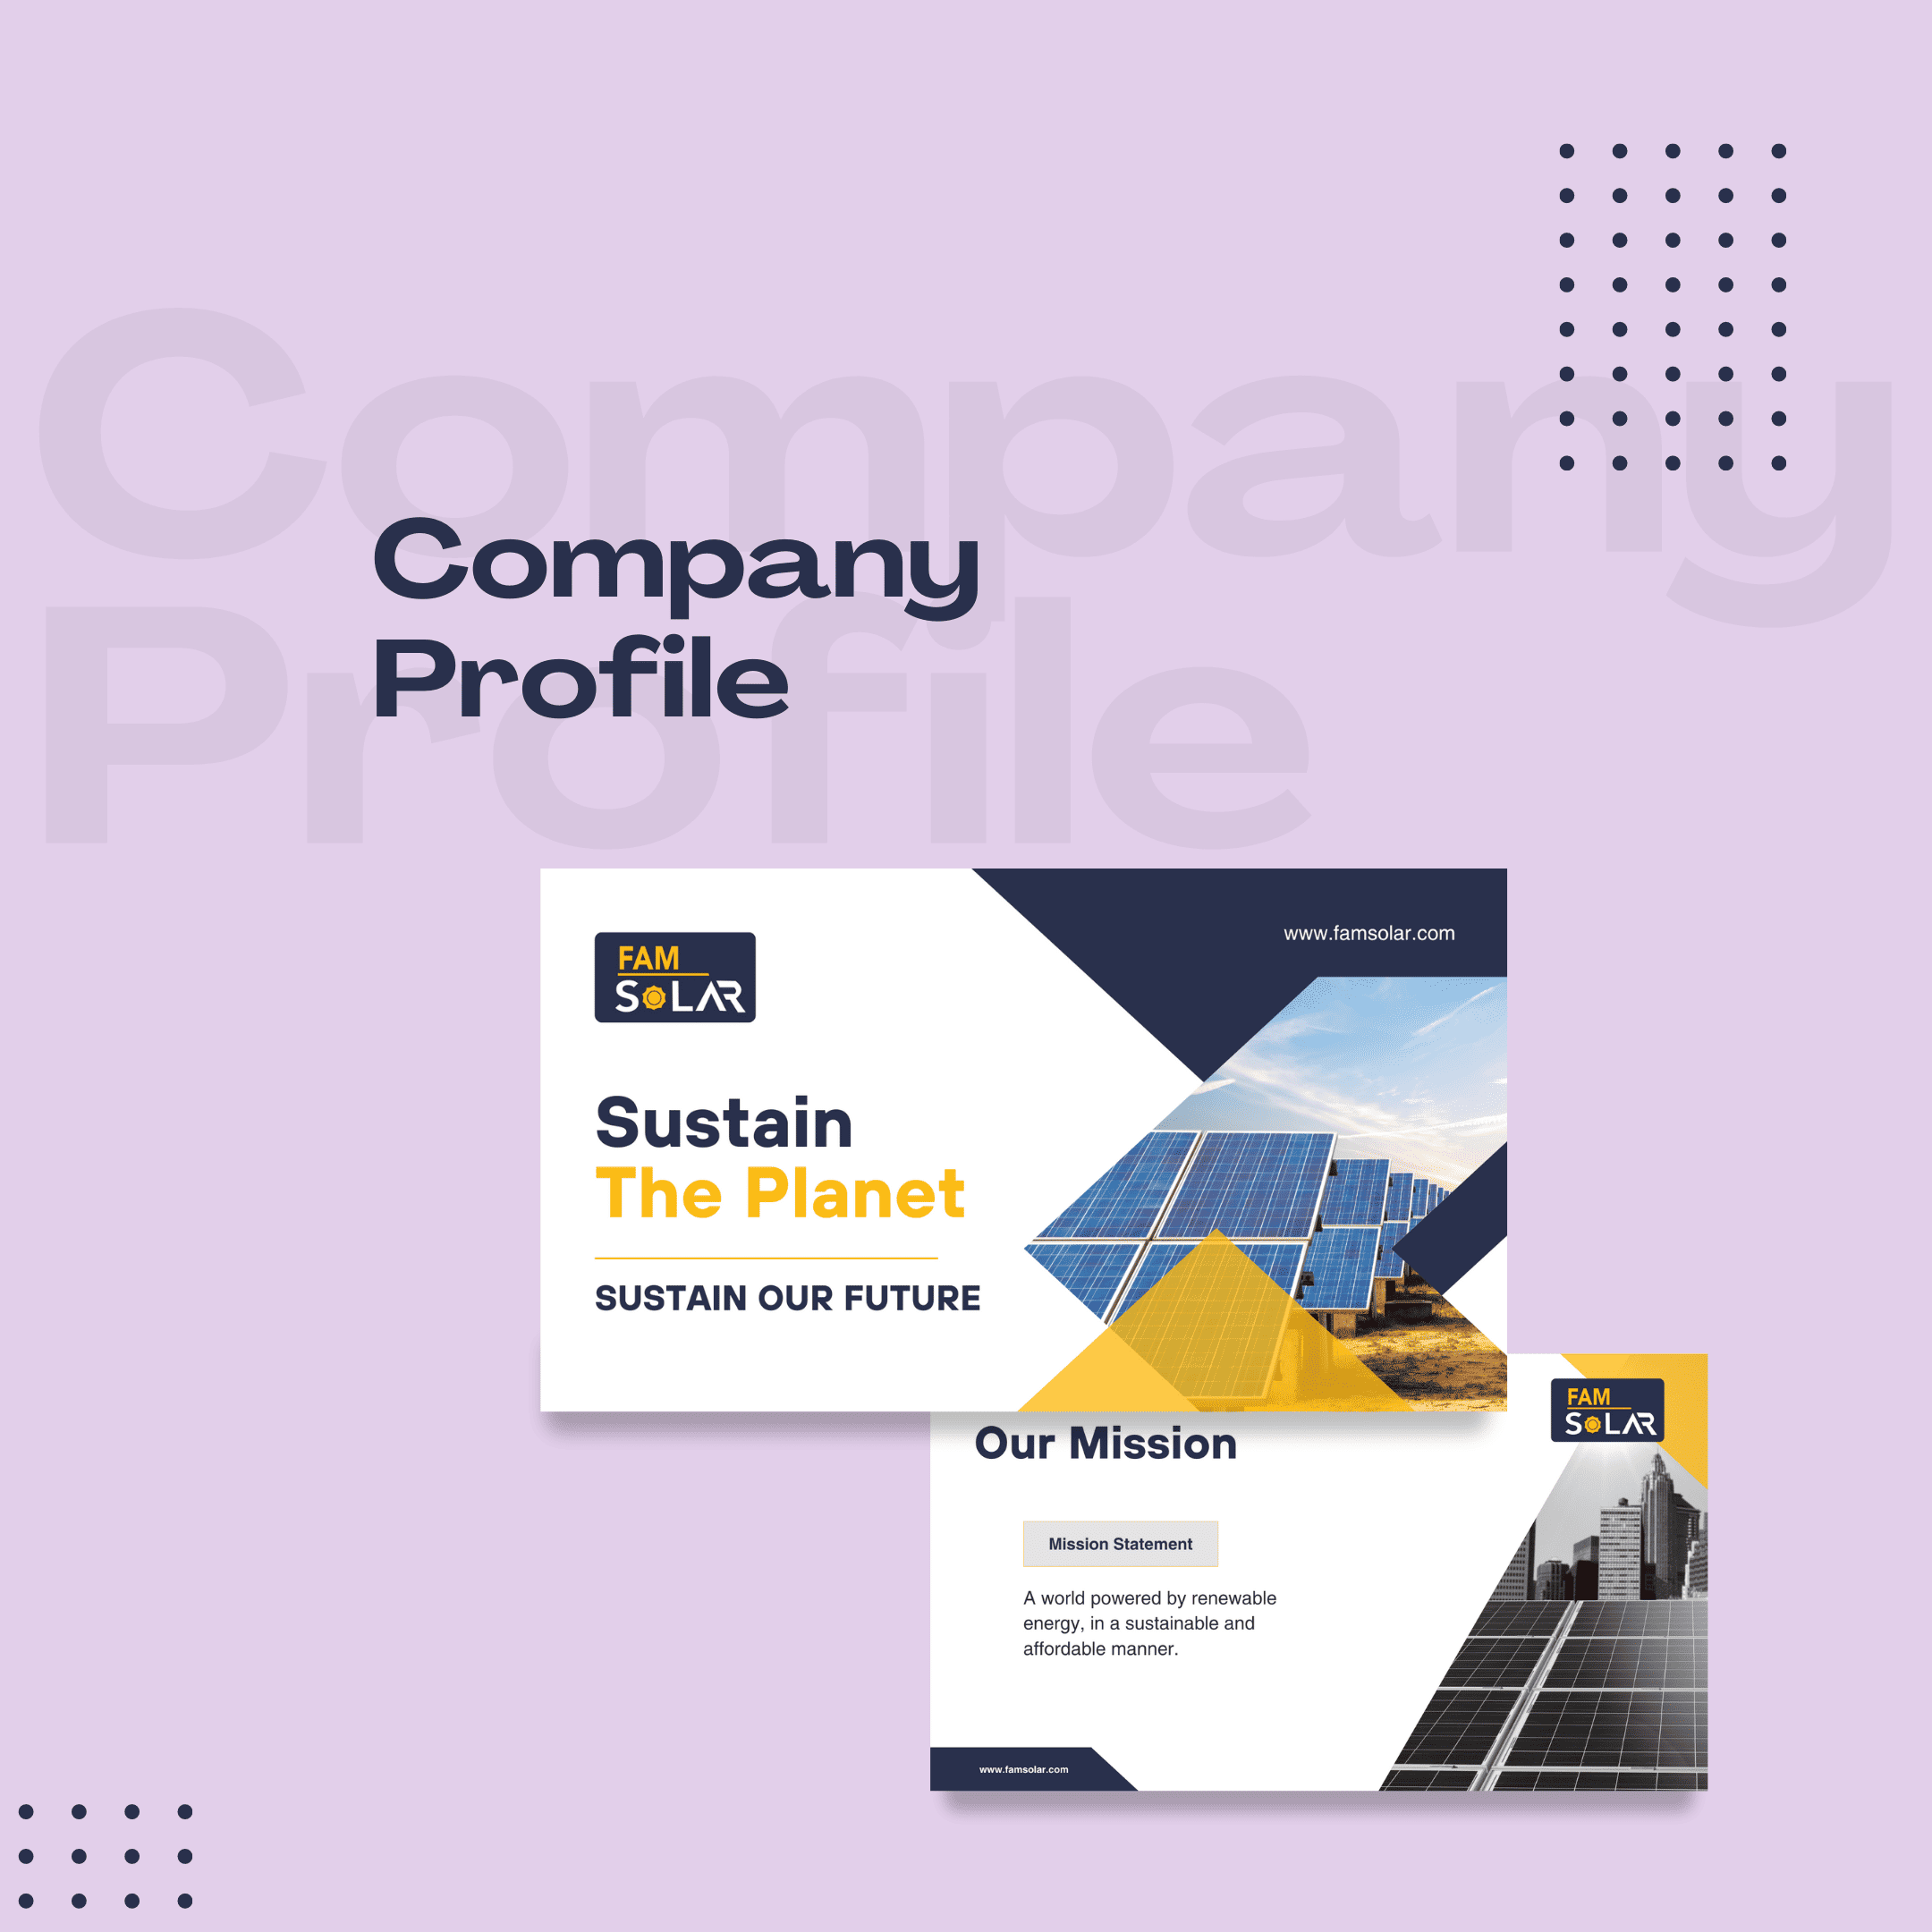 Company
Profile
Company
Profile
www.famsolar.com
FAM
SOLAR
Sustain
The Planet
SUSTAIN OUR FUTURE
FAM
SOLAR
Our Mission
Mission Statement
A world powered by renewable
energy, in a sustainable and
affordable manner.
www.famsolar.com